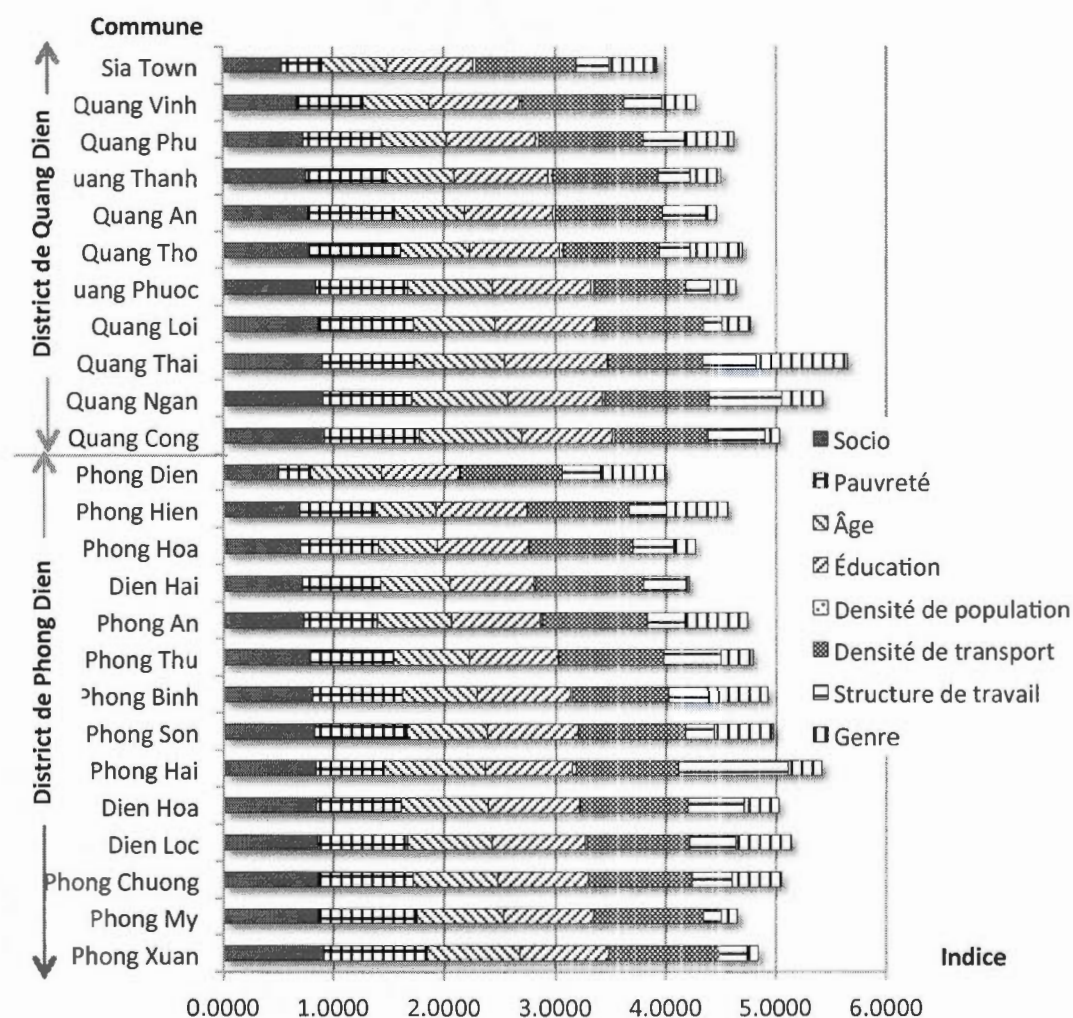 Commune
District de Quang Dien
Sia Town
Quang Vinh
Quang Phu
uang Thanh
Quang An
Quang Tho
uang Phuoc
Quang Loi
Quang Thai
Quang Ngan
Quang Cong
District de Phong Dien
Phong Dien
Phong Hien
Phong Hoa
Dien Hai
Phong An
Phong Thu
Phong Binh
Phong Son
Phong Hai
Dien Hoa
Dien Loc
Phong Chuong
Phong My
Phong Xuan
Socio
Pauvreté
Âge
Éducation
Densité de population
Densité de transport
Structure de travail
Genre
Indice
0.0000 1.0000 2.0000 3.0000 4.0000 5.0000 6.0000